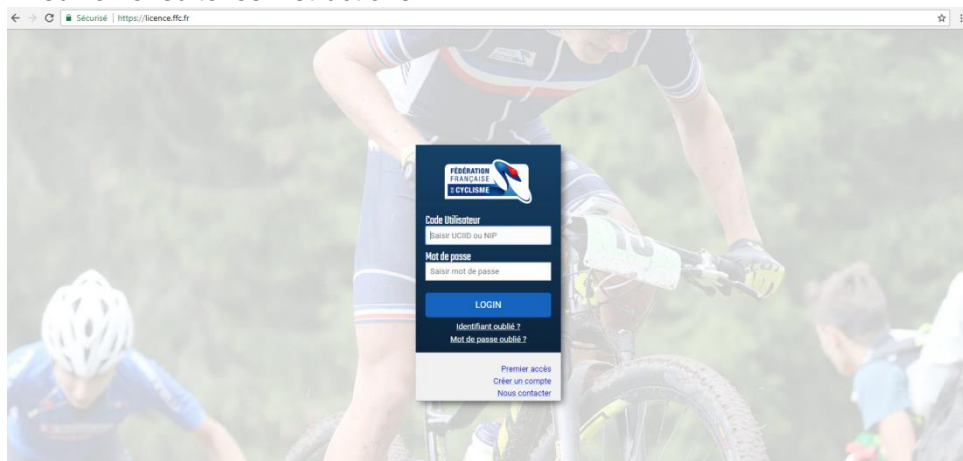 Sécurisé | https://licence.ffc.fr
FÉDÉRATION
FRANÇAISE
DE CYCLISME
Code Utilisateur
Saisir UCIID ou NIP
Mot de passe
Saisir mot de passe
LOGIN
Identifiant oublié ?
Mot de passe oublié ?
Premier accès
Créer un compte
Nous contacter